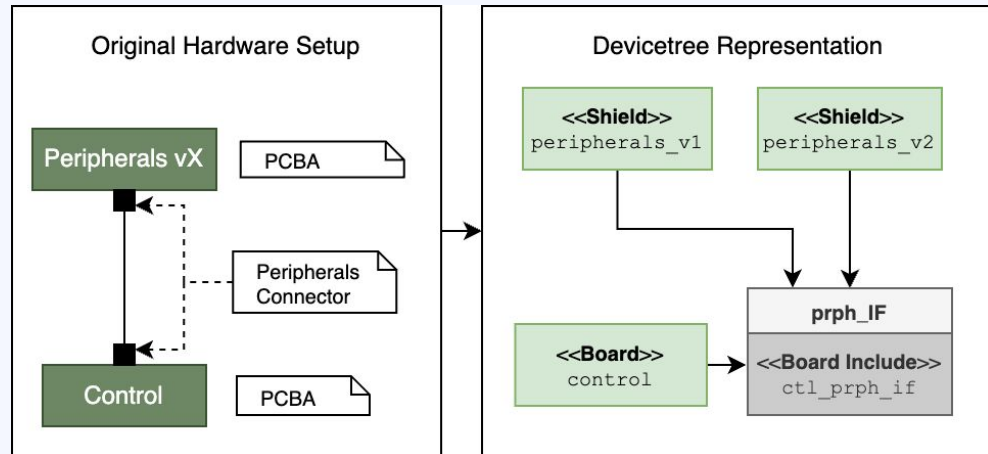 Original Hardware Setup
Peripherals vX
PCBA
Peripherals
Connector
Control
PCBA
Devicetree Representation
<<Shield>>
peripherals_v1
<<Shield>>
peripherals_v2
prph_IF
<<Board>>
control
<<Board Include>>
ctl_prph_if